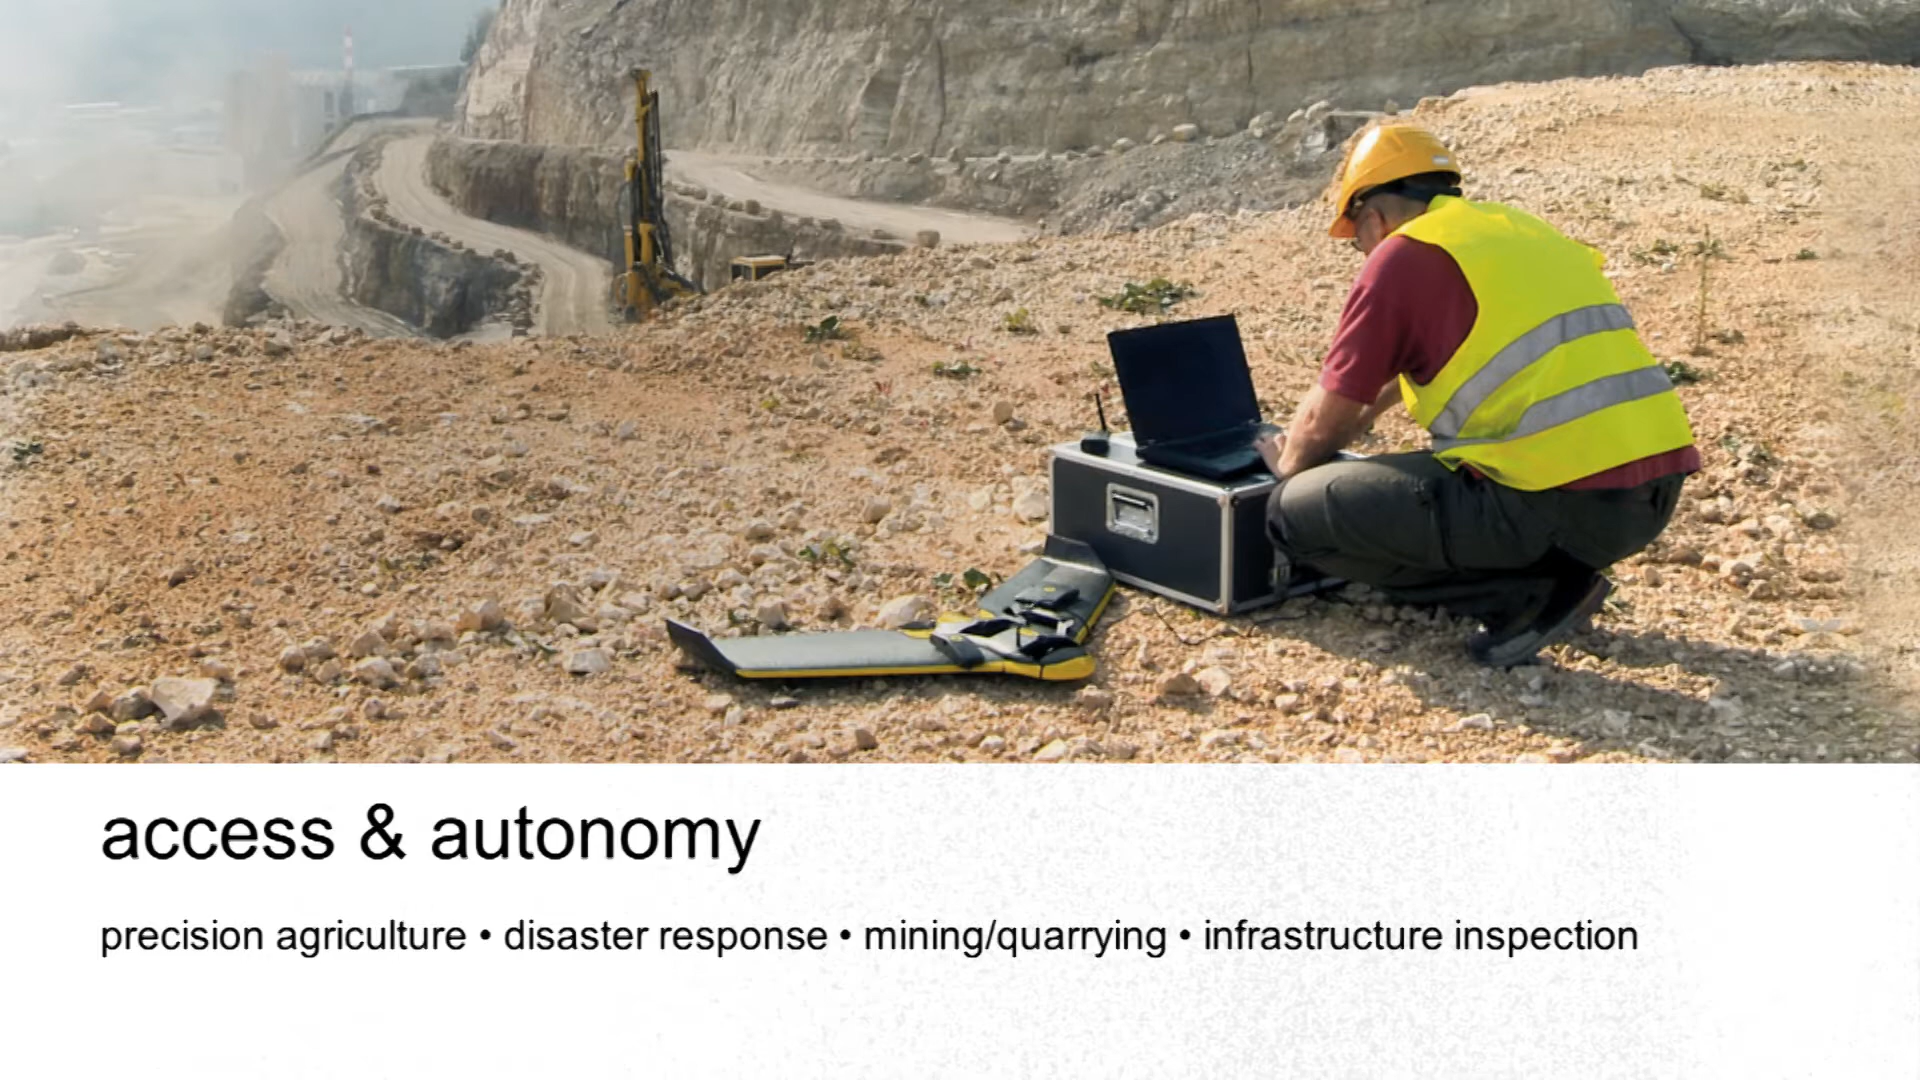 access & autonomy
precision agriculture • disaster response • mining/quarrying • infrastructure inspection